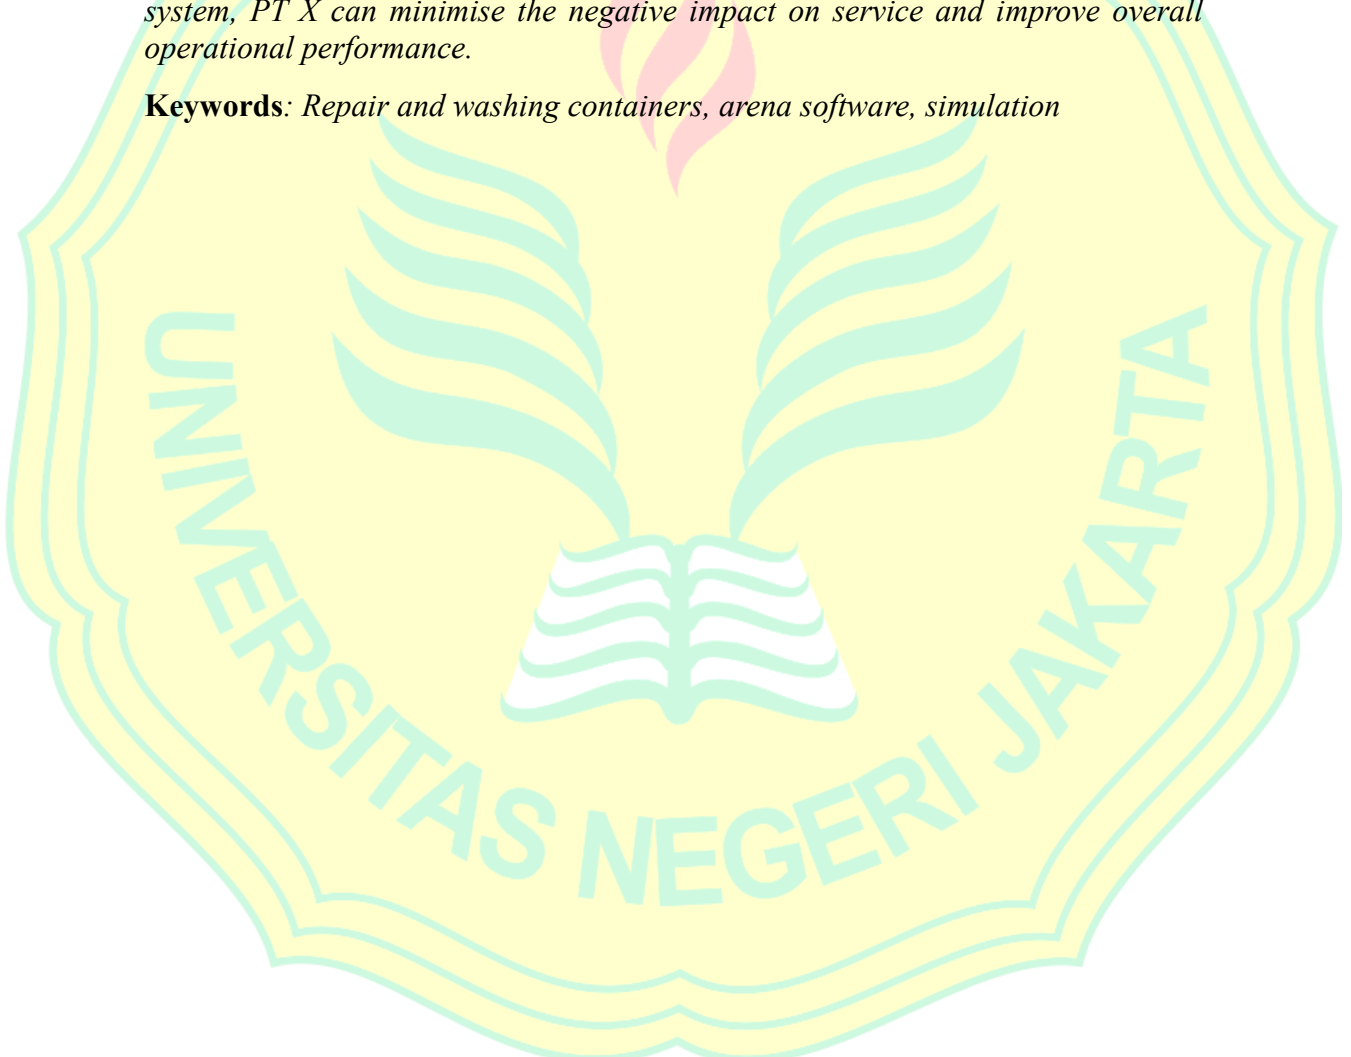 system, PT X can minimise the negative impact on service and improve overall
operational performance.
Keywords: Repair and washing containers, arena software, simulation
UNIVERSITAS NEGERI JAKARTA